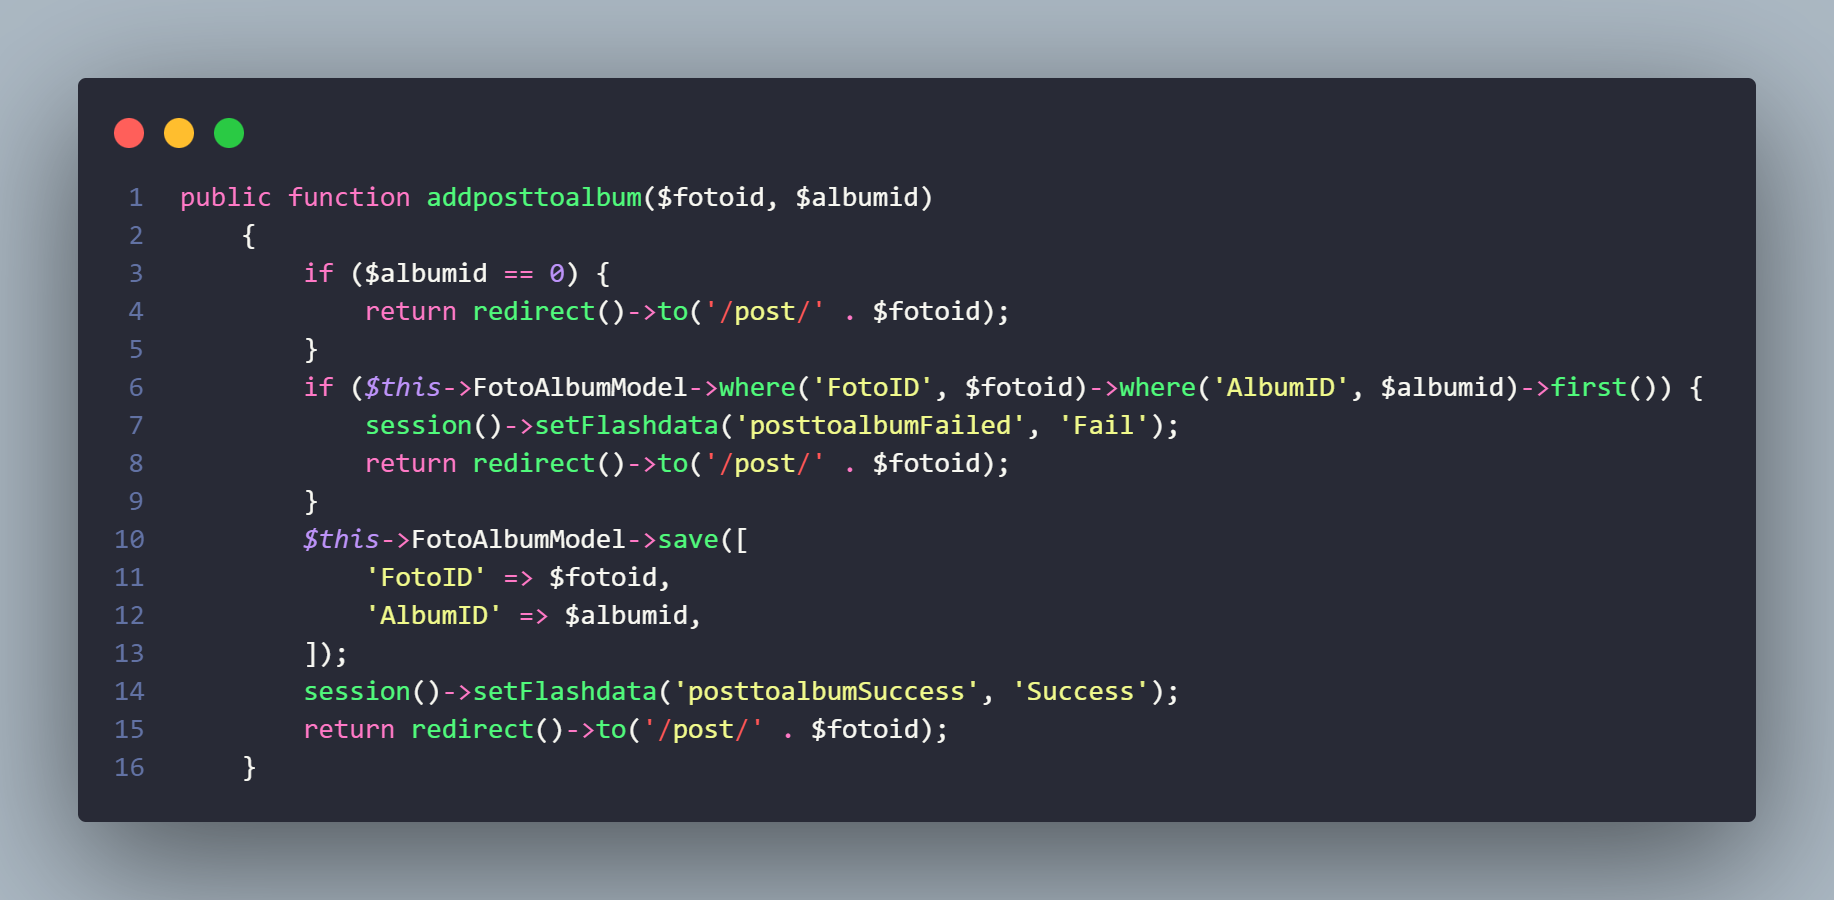 1 public function addposttoalbum($fotoid, $albumid)
2     {
3         if ($albumid == 0) {
4             return redirect()->to('/post/' . $fotoid);
5         }
6         if ($this->FotoAlbumModel->where('FotoID', $fotoid)->where('AlbumID', $albumid)->first()) {
7             session()->setFlashdata('posttoalbumFailed', 'Fail');
8             return redirect()->to('/post/' . $fotoid);
9         }
10         $this->FotoAlbumModel->save([
11             'FotoID' => $fotoid,
12             'AlbumID' => $albumid,
13         ]);
14         session()->setFlashdata('posttoalbumSuccess', 'Success');
15         return redirect()->to('/post/' . $fotoid);
16     }